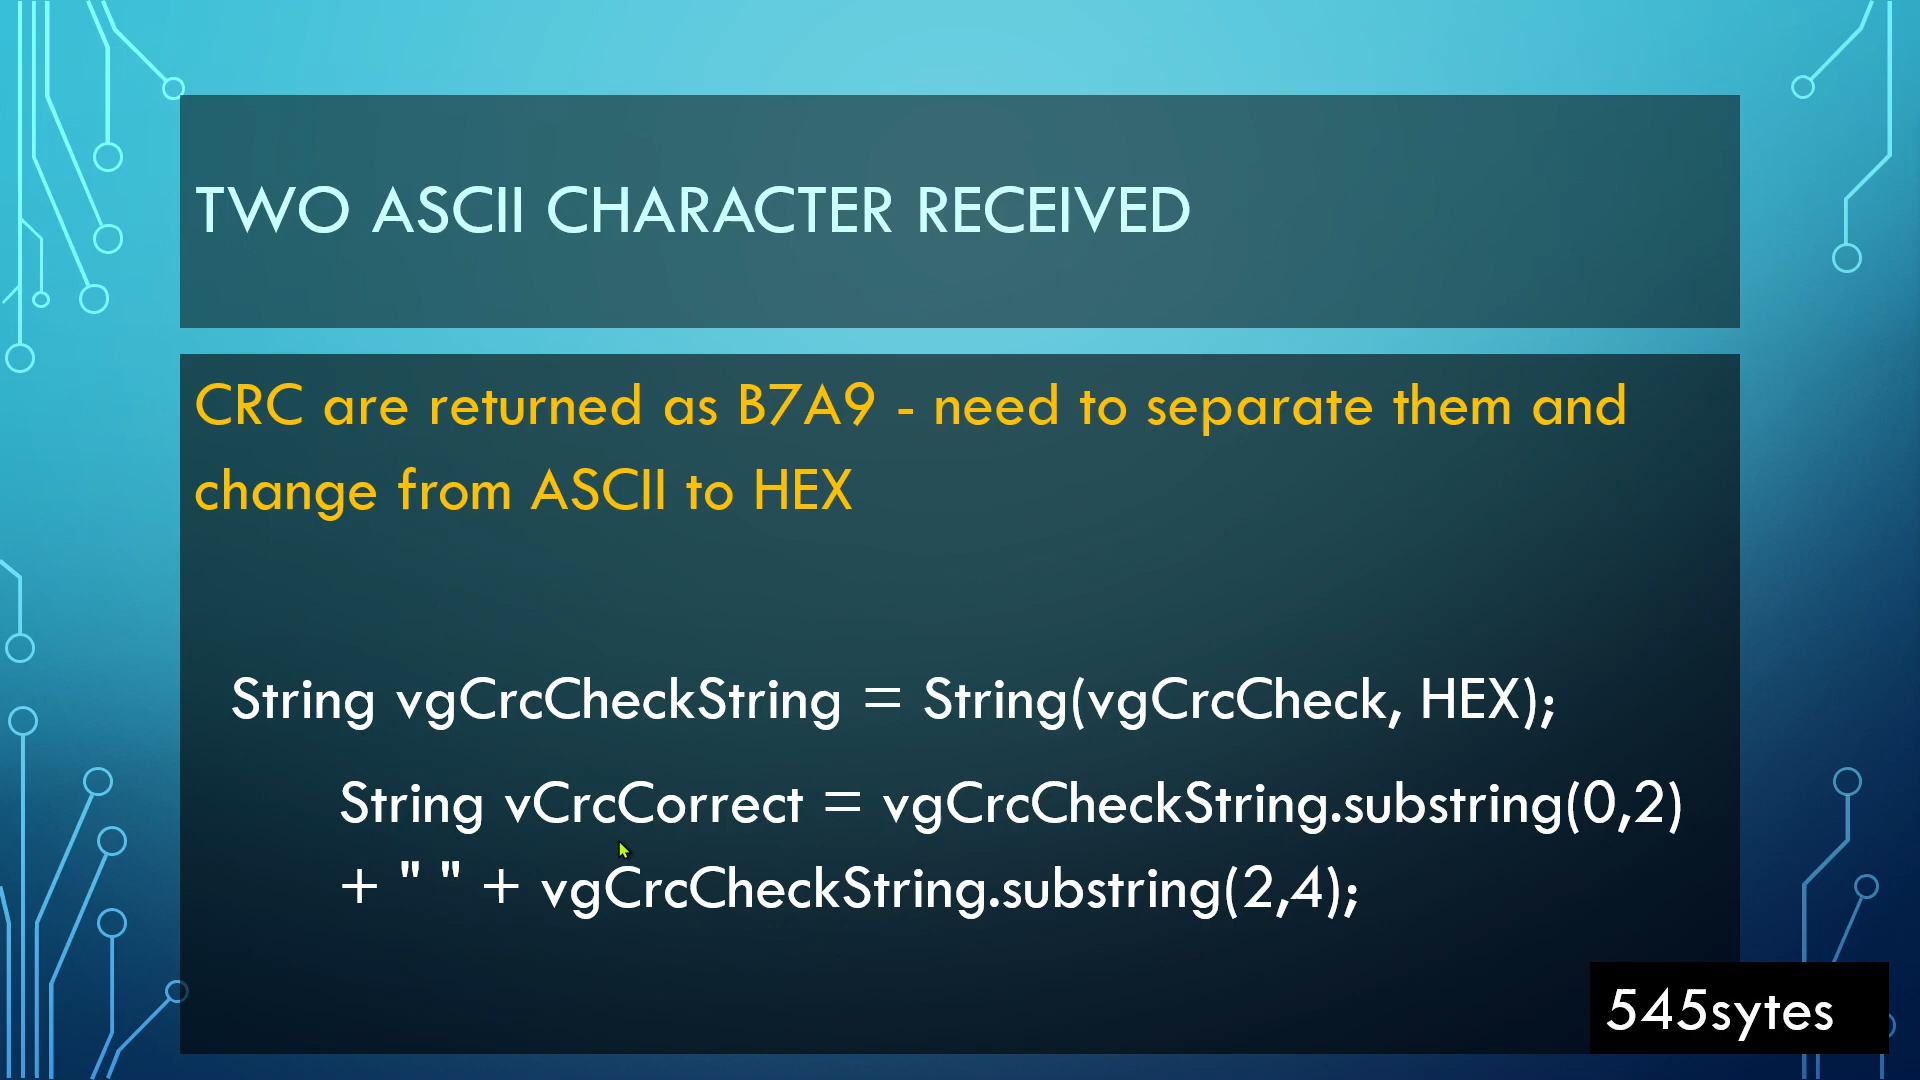 TWO ASCII CHARACTER RECEIVED
CRC are returned as B7A9 - need to separate them and
change from ASCII to HEX
String vgCrcCheckString = String(vgCrcCheck, HEX);
String vCrcCorrect = vgCrcCheckString.substring(0,2)
+ " " + vgCrcCheckString.substring(2,4);
545sytes